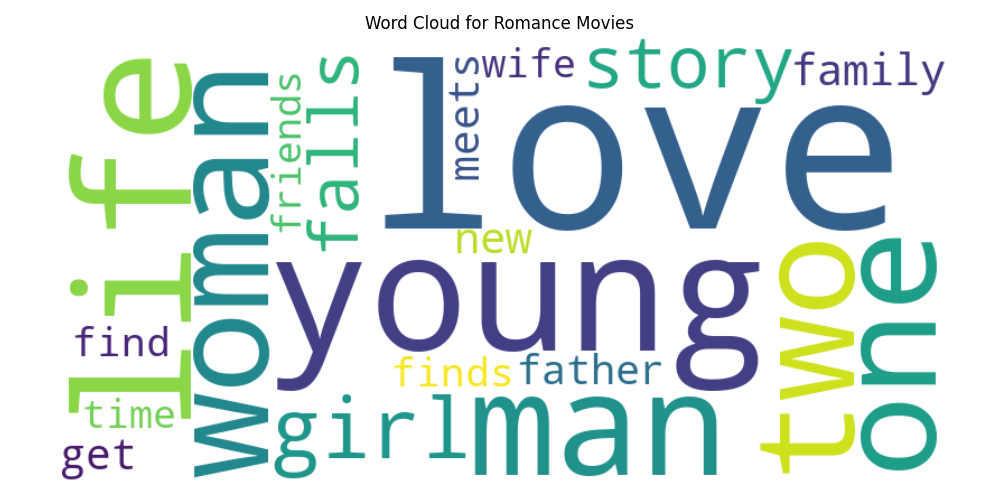 Word Cloud for Romance Movies
life
woman
friends
falls
love
meets
wife
story
family
new
young
two
one
find
finds
father
time
get
girl
man